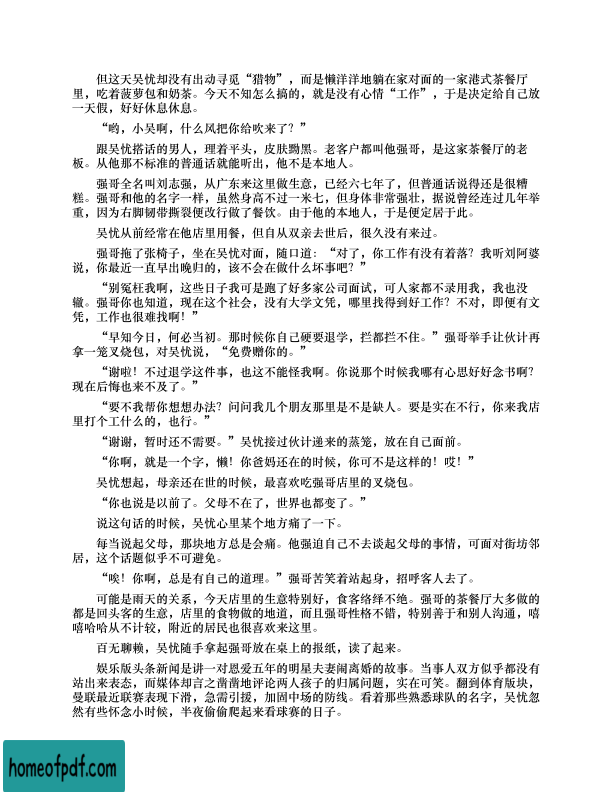 但这天吴忧却没有出动寻觅“猎物”，而是懒洋洋地躺在家对面的一家港式茶餐厅
里，吃着菠萝包和奶茶。今天不知怎么搞的，就是没有心情“工作”，于是决定给自己放
一天假，好好休息休息。
“哟，小吴啊，什么风把你给吹来了？”
跟吴忧搭话的男人，理着平头，皮肤黝黑。老客户都叫他强哥，是这家茶餐厅的老
板。从他那不标准的普通话就能听出，他不是本地人。
强哥全名叫刘志强，从广东来这里做生意，已经六七年了，但普通话说得还是很糟
糕。强哥和他的名字一样，虽然身高不过一米七，但身体非常强壮，据说曾经连过几年举
重，因为右脚韧带撕裂便改行做了餐饮。由于他的本地人，于是便定居于此。
吴忧从前经常在他店里用餐，但自从双亲去世后，很久没有来过。
强哥拖了张椅子，坐在吴忧对面，随口道：“对了，你工作有没有着落？我听刘阿婆
说，你最近一直早出晚归的，该不会在做什么坏事吧？”
“别冤枉我啊，这些日子我可是跑了好多家公司面试，可人家都不录用我，我也没
辙。强哥你也知道，现在这个社会，没有大学文凭，哪里找得到好工作？不对，即便有文
凭，工作也很难找啊！”
“早知今日，何必当初。那时候你自己硬要退学，拦都拦不住。”强哥举手让伙计再
拿一笼叉烧包，对吴忧说，“免费赠你的。”
“谢啦！不过退学这件事，也这不能怪我啊。你说那个时候我哪有心思好好念书啊？
现在后悔也来不及了。”
“要不我帮你想想办法？问问我几个朋友那里是不是缺人。要是实在不行，你来我店
里打个工什么的，也行。”
“谢谢，暂时还不需要。”吴忧接过伙计递来的蒸笼，放在自己面前。
“你啊，就是一个字，懒！你爸妈还在的时候，你可不是这样的！哎！”
吴忧想起，母亲还在世的时候，最喜欢吃强哥店里的叉烧包。
“你也说是以前了。父母不在了，世界也都变了。”
说这句话的时候，吴忧心里某个地方痛了一下。
每当说起父母，那块地方总是会痛。他强迫自己不去谈起父母的事情，可面对街坊邻
居，这个话题似乎不可避免。
“唉！你啊，总是有自己的道理。”强哥苦笑着站起身，招呼客人去了。
可能是雨天的关系，今天店里的生意特别好，食客络绎不绝。强哥的茶餐厅大多做的
都是回头客的生意，店里的食物做的地道，而且强哥性格不错，特别善于和别人沟通，嘻
嘻哈哈从不计较，附近的居民也很喜欢来这里。
百无聊赖，吴忧随手拿起强哥放在桌上的报纸，读了起来。
娱乐版头条新闻是讲一对恩爱五年的明星夫妻闹离婚的故事。当事人双方似乎都没有
站出来表态，而媒体却言之凿凿地评论两人孩子的归属问题，实在可笑。翻到体育版块，
曼联最近联赛表现下滑，急需引援，加固中场的防线。看着那些熟悉球队的名字，吴忧忽
然有些怀念小时候，半夜偷偷爬起来看球赛的日子。
homeofpdf.com